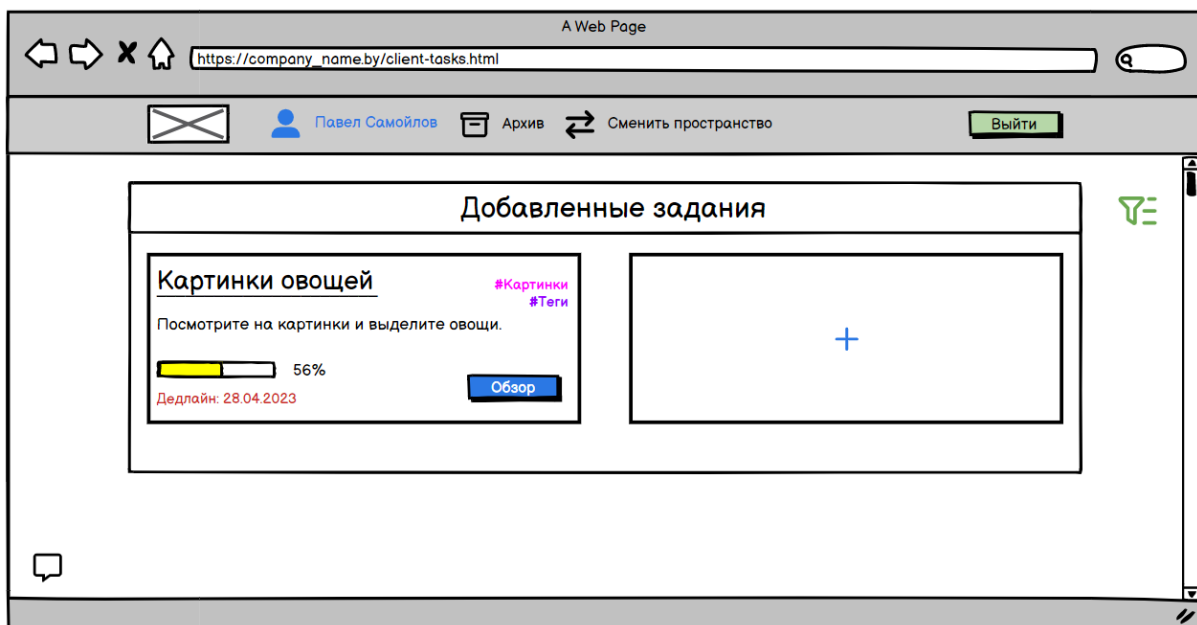 A Web Page
https://company_name.by/client-tasks.html
Павел Самойлов Архив Сменить пространство Выйти
Добавленные задания
Картинки овощей
#Картинки
#Теги
Посмотрите на картинки и выделите овощи.
56%
Дедлайн: 28.04.2023
Обзор